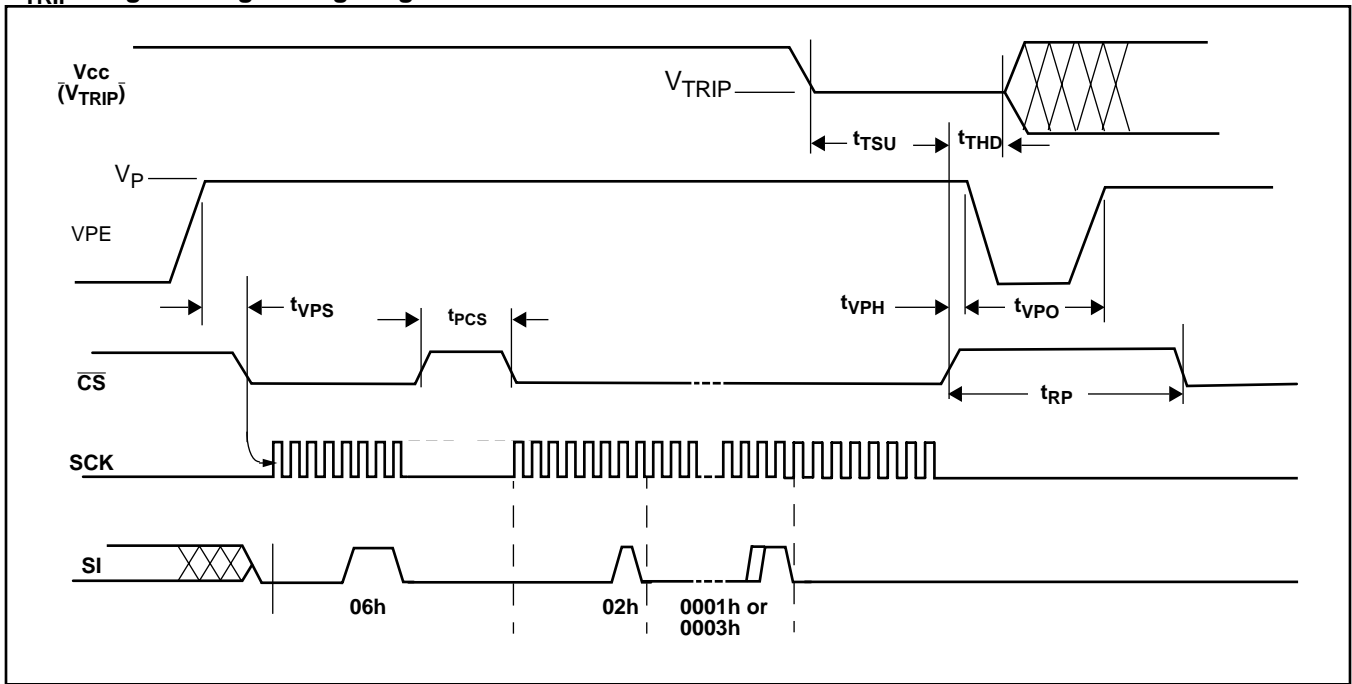 Vcc
(VTRIP)
VTRIP
tTSU
tTHD
VP
VPE
tVPS
tPCS
tVPH
tVPO
CS
tRP
SCK
SI
06h
02h
0001h or
0003h